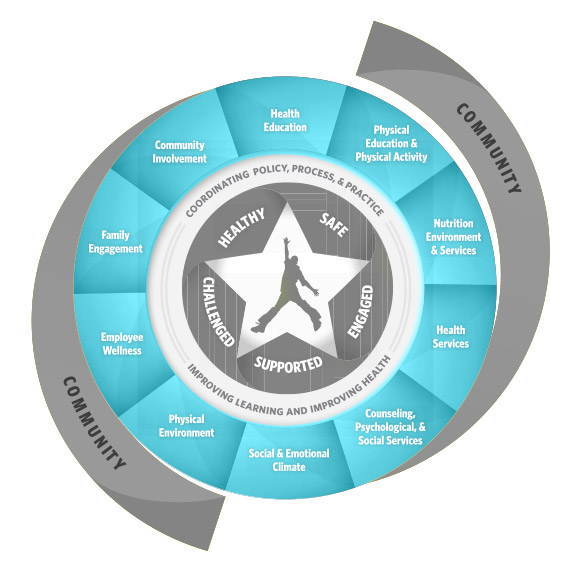 COMMUNITY
Health
Education
Physical
Education &
Physical Activity
Nutrition
Environment
& Services
Health
Services
Counseling,
Psychological, &
Social Services
Social & Emotional
Climate
Physical
Environment
Employee
Wellness
Family
Engagement
Community
Involvement
COORDINATING POLICY, PROCESS, & PRACTICE
HEALTHY
SAFE
ENGAGED
SUPPORTED
CHALLENGED
IMPROVING LEARNING AND IMPROVING HEALTH
COMMUNITY